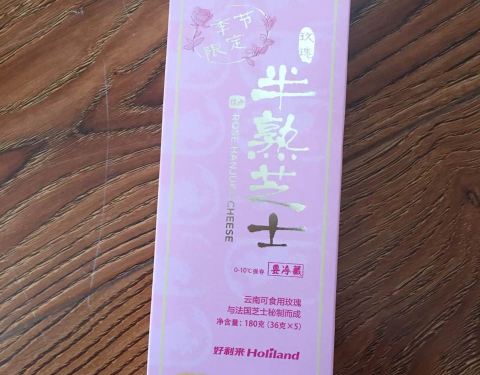 季节
限定
玫瑰
半熟芝士
ROSE HANJUKU CHEESE
0-10℃保存 要冷藏
云南可食用玫瑰
与法国芝士秘制而成
净含量：180克（36克×5）
好利来 Holiland